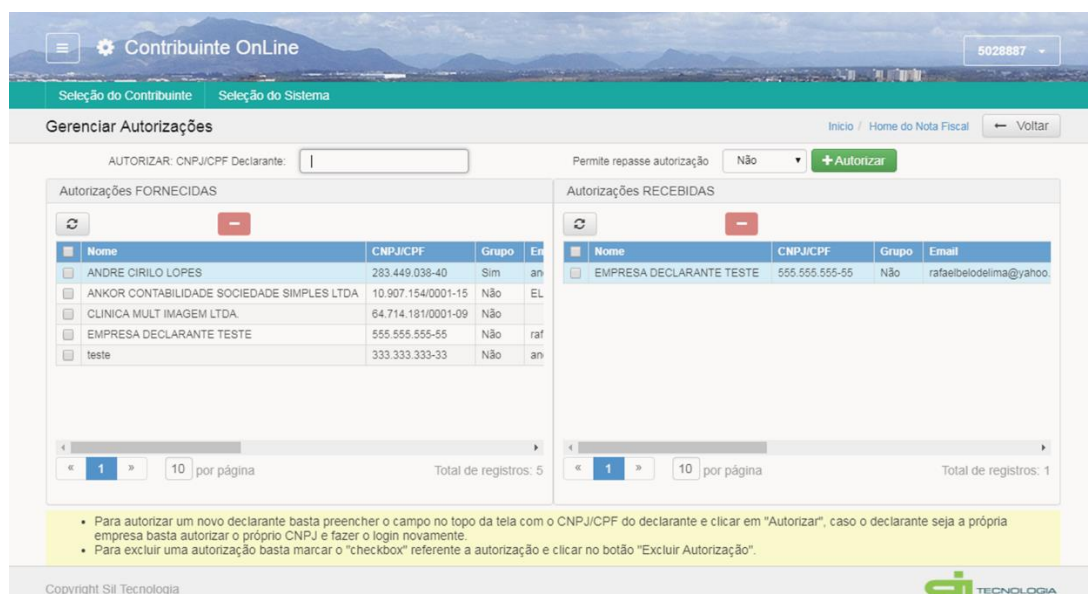 Contribuinte OnLine
5028887
Seleção do Contribuinte Seleção do Sistema
Gerenciar Autorizações
Inicio / Home do Nota Fiscal ← Voltar
AUTORIZAR: CNPJ/CPF Declarante:
Permite repasse autorização Não + Autorizar
Autorizações FORNECIDAS
Nome CNPJ/CPF Grupo En
ANDRE CIRILO LOPES 283.449.038-40 Sim an
ANKOR CONTABILIDADE SOCIEDADE SIMPLES LTDA 10.907.154/0001-15 Não EL
CLINICA MULT IMAGEM LTDA. 64.714.181/0001-09 Não
EMPRESA DECLARANTE TESTE 555.555.555-55 Não raf
teste 333.333.333-33 Não an
« 1 » 10 por página Total de registros: 5
Autorizações RECEBIDAS
Nome CNPJ/CPF Grupo Email
EMPRESA DECLARANTE TESTE 555.555.555-55 Não rafaelbelodelima@yahoo.
« 1 » 10 por página Total de registros: 1
• Para autorizar um novo declarante basta preencher o campo no topo da tela com o CNPJ/CPF do declarante e clicar em "Autorizar", caso o declarante seja a própria
empresa basta autorizar o próprio CNPJ e fazer o login novamente.
• Para excluir uma autorização basta marcar o "checkbox" referente a autorização e clicar no botão "Excluir Autorização".
Copyright Sil Tecnologia
TECNOLOGIA